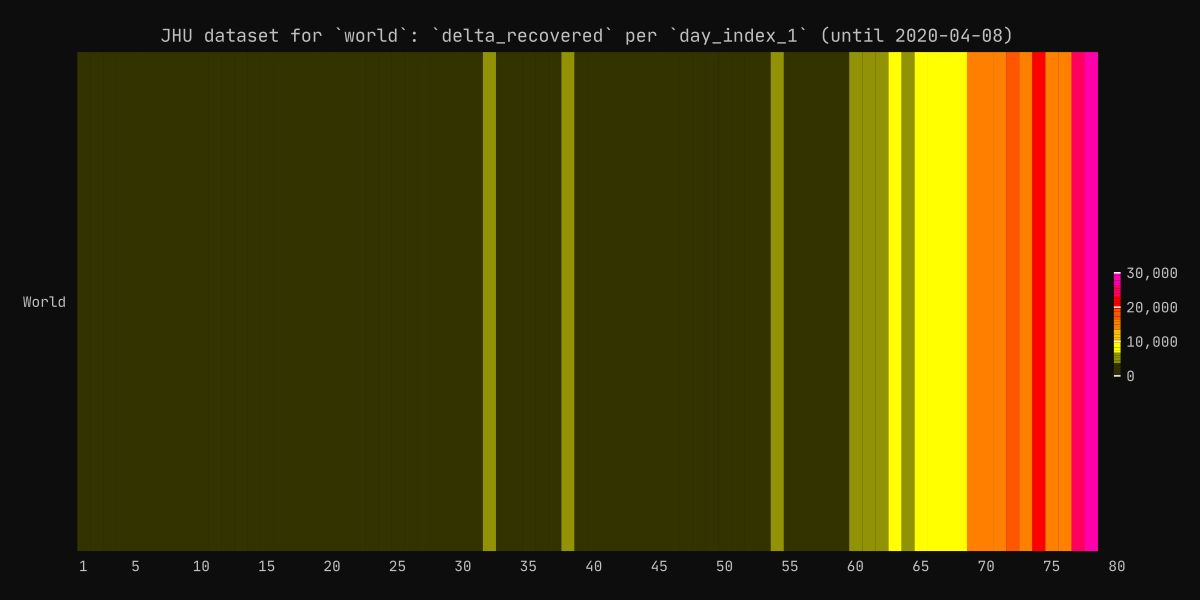 JHU dataset for `world`: `delta_recovered` per `day_index_1` (until 2020-04-08)
World
30,000
20,000
10,000
0
1 5 10 15 20 25 30 35 40 45 50 55 60 65 70 75 80